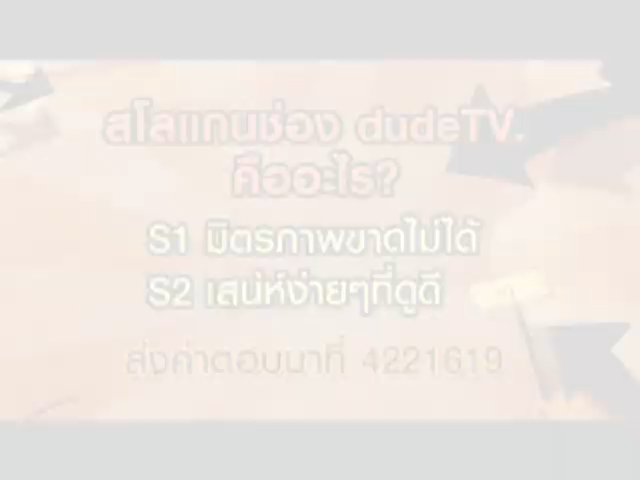 สโลแกนช่อง dudeTV.
คืออะไร?
S1 มิตรภาพขาดไม่ได้
S2 เสน่ห์ง่ายๆที่ดูดี
ส่งคำตอบมาที่ 4221619